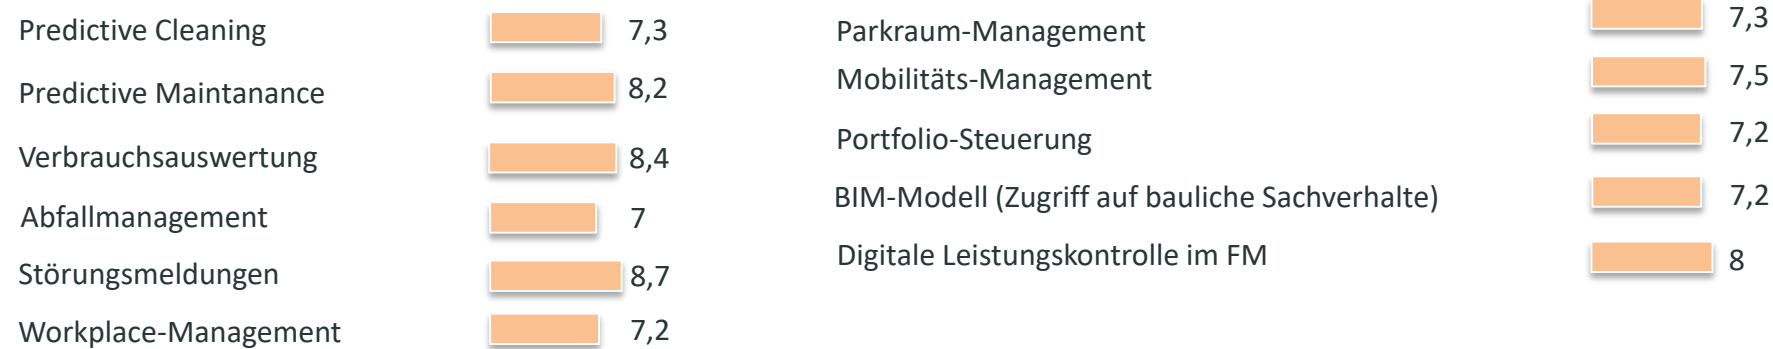 Predictive Cleaning 7,3
Predictive Maintanance 8,2
Verbrauchsauswertung 8,4
Abfallmanagement 7
Störungsmeldungen 8,7
Workplace-Management 7,2
Parkraum-Management 7,3
Mobilitäts-Management 7,5
Portfolio-Steuerung 7,2
BIM-Modell (Zugriff auf bauliche Sachverhalte) 7,2
Digitale Leistungskontrolle im FM 8